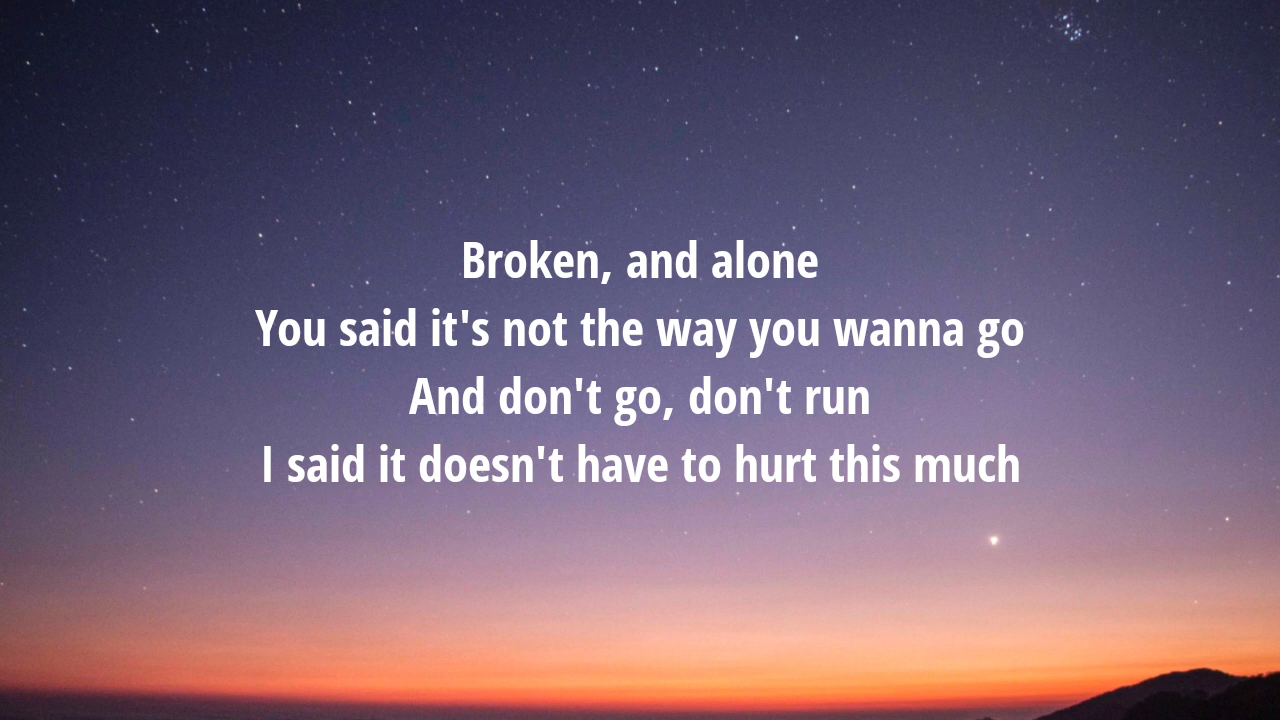 Broken, and alone
You said it's not the way you wanna go
And don't go, don't run
I said it doesn't have to hurt this much